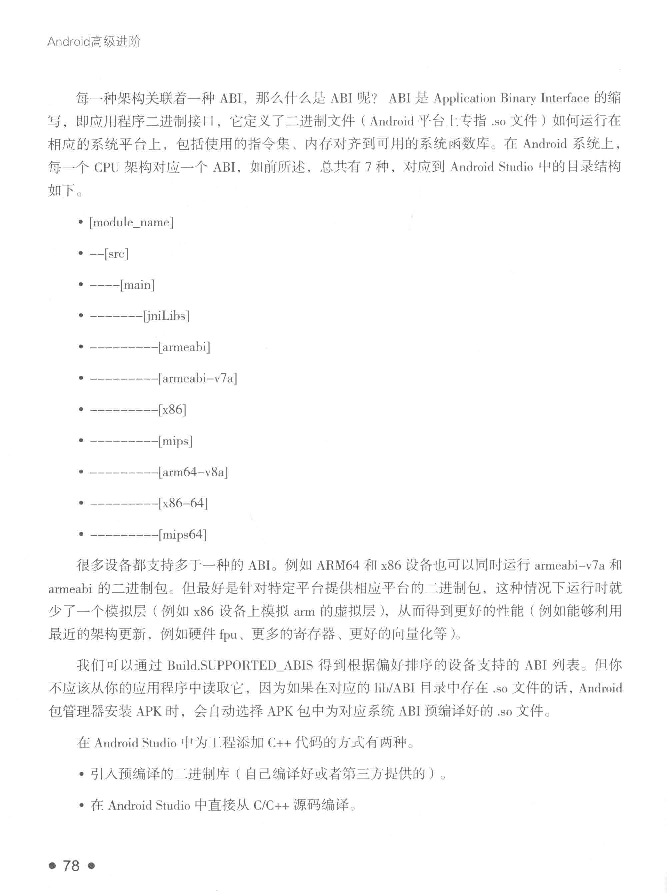 Android高级进阶
每一种架构关联着一种 ABI，那么什么是 ABI 呢？ ABI 是 Application Binary Interface 的缩
写，即应用程序二进制接口，它定义了二进制文件（Android 平台上专指 .so 文件）如何运行在
相应的系统平台上，包括使用的指令集、内存对齐到可用的系统函数库。在 Android 系统上，
每一个 CPU 架构对应一个 ABI，如前所述，总共有 7 种，对应到 Android Studio 中的目录结构
如下。
• [module_name]
• --[src]
• ----[main]
• -------[jniLibs]
• ---------[armeabi]
• ---------[armeabi-v7a]
• ---------[x86]
• ---------[mips]
• ---------[arm64-v8a]
• ---------[x86-64]
• ---------[mips64]
很多设备都支持多于一种的 ABI。例如 ARM64 和 x86 设备也可以同时运行 armeabi-v7a 和
armeabi 的二进制包。但最好是针对特定平台提供相应平台的二进制包，这种情况下运行时就
少了一个模拟层（例如 x86 设备上模拟 arm 的虚拟层），从而得到更好的性能（例如能够利用
最近的架构更新，例如硬件 fpu、更多的寄存器、更好的向量化等）。
我们可以通过 Build.SUPPORTED_ABIS 得到根据偏好排序的设备支持的 ABI 列表。但你
不应该从你的应用程序中读取它，因为如果在对应的 lib/ABI 目录中存在 .so 文件的话，Android
包管理器安装 APK 时，会自动选择 APK 包中为对应系统 ABI 预编译好的 .so 文件。
在 Android Studio 中为工程添加 C++ 代码的方式有两种。
• 引入预编译的二进制库（自己编译好或者第三方提供的）。
• 在 Android Studio 中直接从 C/C++ 源码编译。
• 78 •